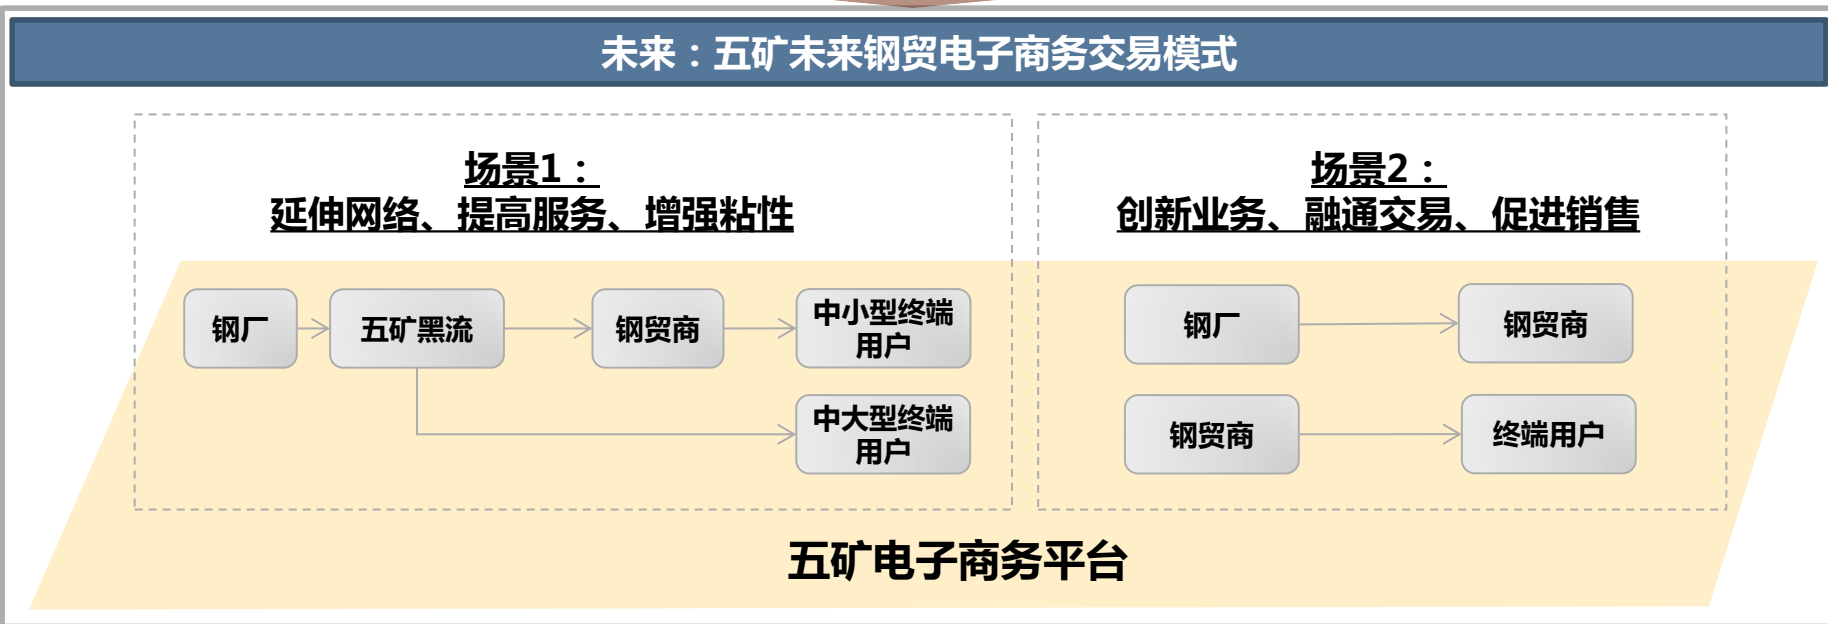 未来：五矿未来钢贸电子商务交易模式
场景1：
延伸网络、提高服务、增强粘性
钢厂
五矿黑流
钢贸商
中小型终端
用户
中大型终端
用户
场景2：
创新业务、融通交易、促进销售
钢厂
钢贸商
钢贸商
终端用户
五矿电子商务平台